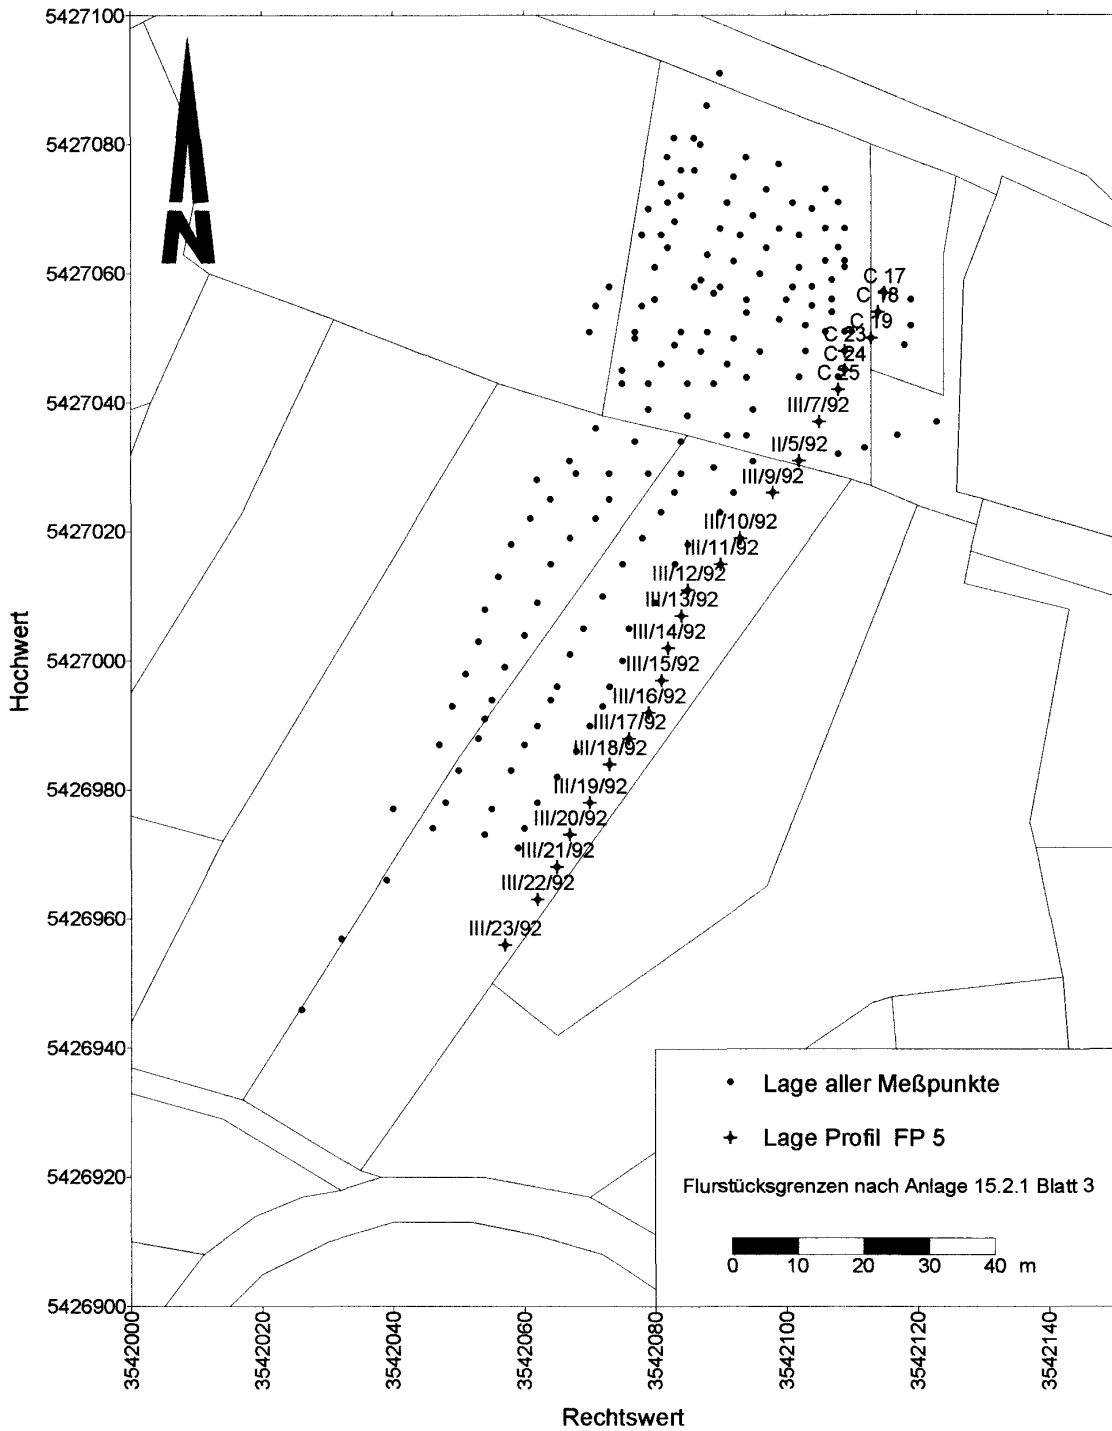 5427100
5427080
5427060
5427040
5427020
5427000
5426980
5426960
5426940
5426920
5426900
Hochwert
N
C 17
C 18
C 19
C 23
C 24
C 25
III/7/92
II/5/92
III/9/92
III/10/92
III/11/92
III/12/92
III/13/92
III/14/92
III/15/92
III/16/92
III/17/92
III/18/92
III/19/92
III/20/92
III/21/92
III/22/92
III/23/92
Lage aller Meßpunkte
Lage Profil FP 5
Flurstücksgrenzen nach Anlage 15.2.1 Blatt 3
0 10 20 30 40 m
3542000
3542020
3542040
3542060
3542080
3542100
3542120
3542140
Rechtswert